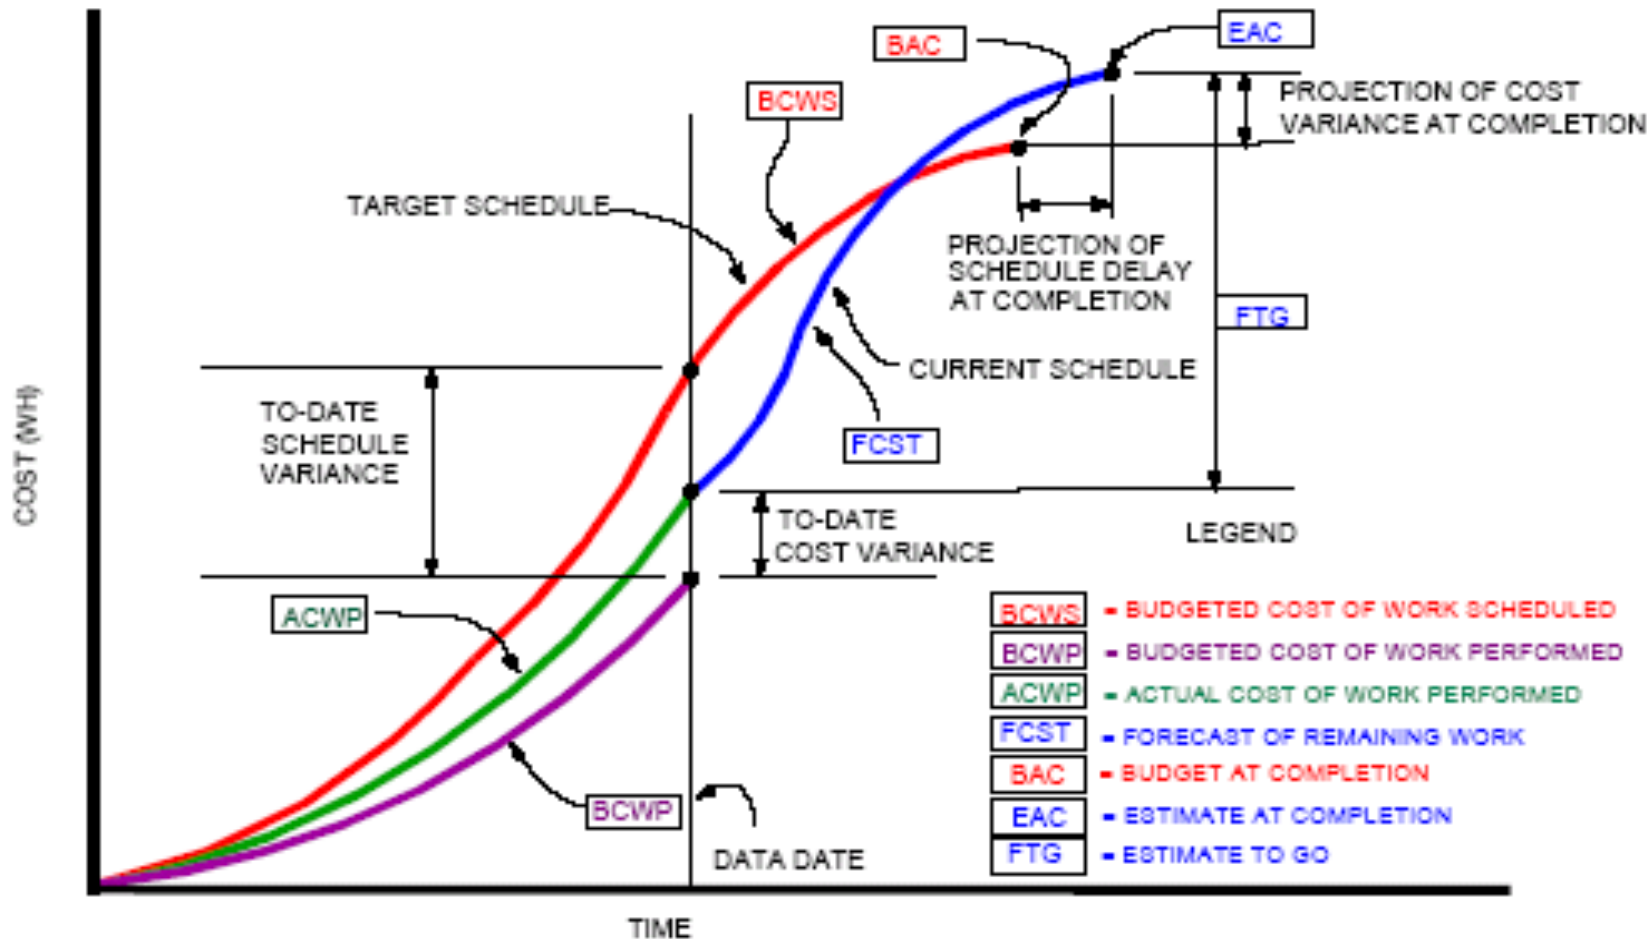 EAC
BAC
PROJECTION OF COST
VARIANCE AT COMPLETION
BCWS
TARGET SCHEDULE
PROJECTION OF
SCHEDULE DELAY
AT COMPLETION
FTG
CURRENT SCHEDULE
TO-DATE
SCHEDULE
VARIANCE
FCST
COST (WH)
TO-DATE
COST VARIANCE
LEGEND
ACWP
BCWS - BUDGETED COST OF WORK SCHEDULED
BCWP - BUDGETED COST OF WORK PERFORMED
ACWP - ACTUAL COST OF WORK PERFORMED
FCST - FORECAST OF REMAINING WORK
BAC - BUDGET AT COMPLETION
EAC - ESTIMATE AT COMPLETION
FTG - ESTIMATE TO GO
BCWP
DATA DATE
TIME